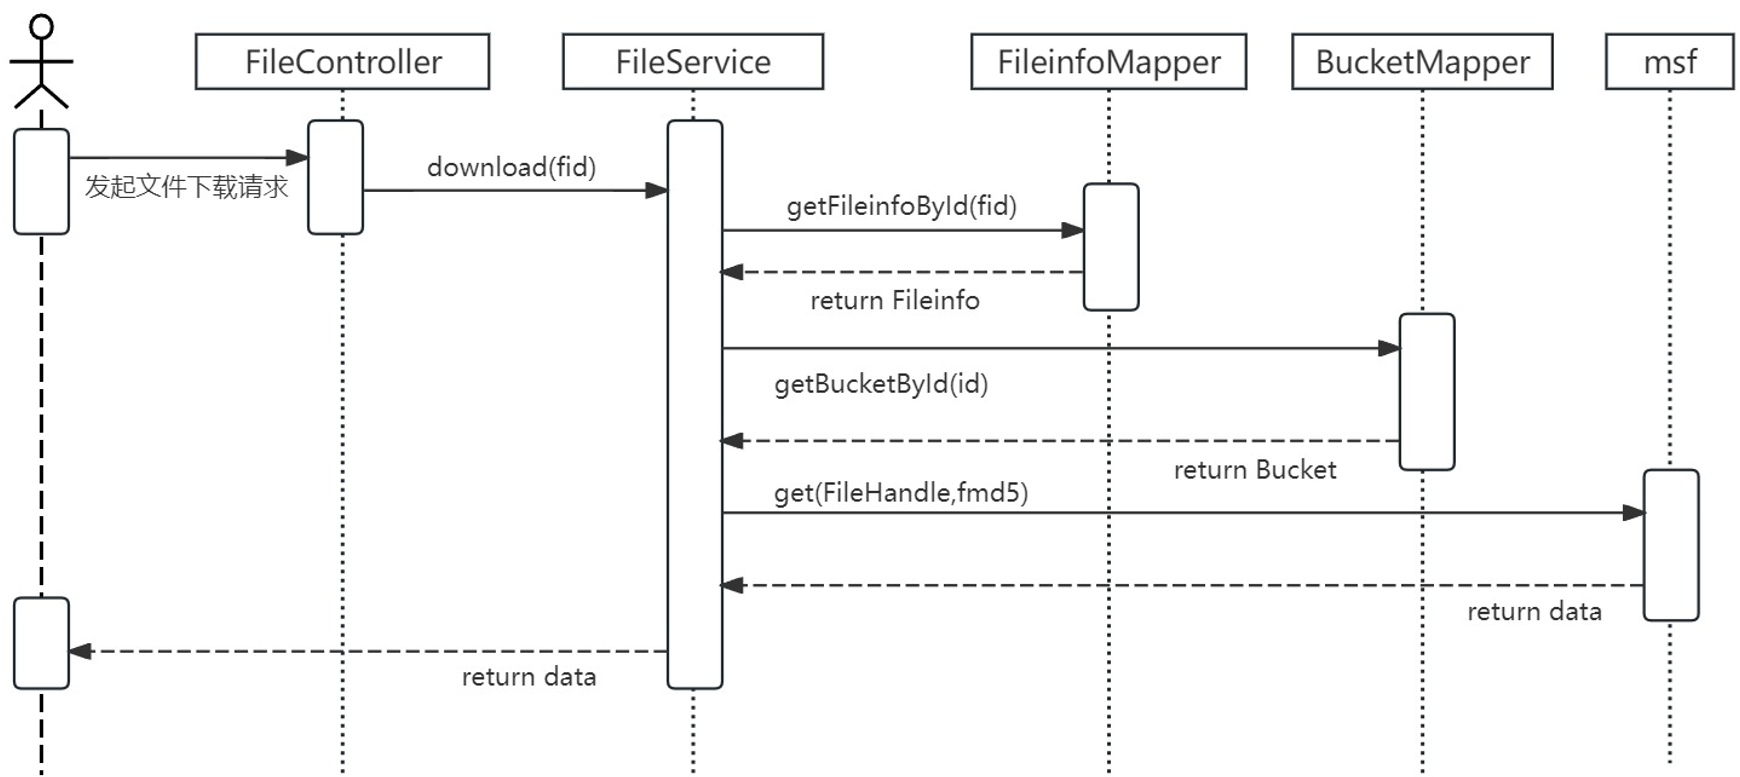 FileController
FileService
FileinfoMapper
BucketMapper
msf
发起文件下载请求
download(fid)
getFileinfoById(fid)
return Fileinfo
getBucketById(id)
return Bucket
get(FileHandle,fmd5)
return data
return data